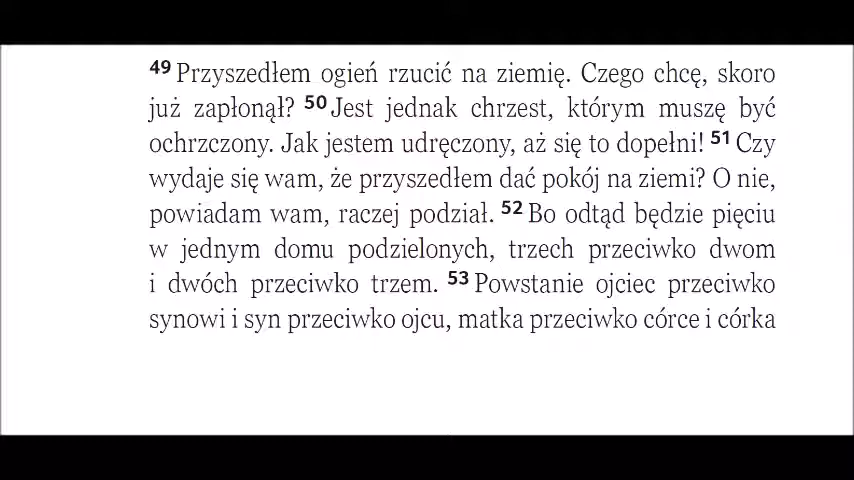 49 Przyszedłem ogień rzucić na ziemię. Czego chcę, skoro
już zapłonął? 50 Jest jednak chrzest, którym muszę być
ochrzczony. Jak jestem udręczony, aż się to dopełni! 51 Czy
wydaje się wam, że przyszedłem dać pokój na ziemi? O nie,
powiadam wam, raczej podział. 52 Bo odtąd będzie pięciu
w jednym domu podzielonych, trzech przeciwko dwom
i dwóch przeciwko trzem. 53 Powstanie ojciec przeciwko
synowi i syn przeciwko ojcu, matka przeciwko córce i córka